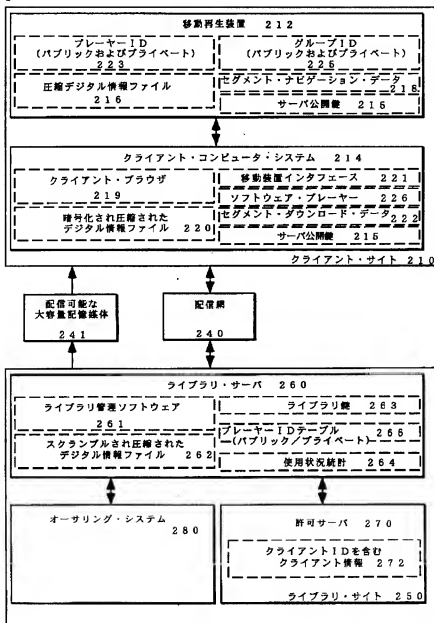 移動再生装置 212
プレーヤーID
(パブリックおよびプライベート)
223
グループID
(パブリックおよびプライベート)
225
圧縮デジタル情報ファイル
216
セグメント・ナビゲーション・データ
218
サーバ公開鍵 215
クライアント・コンピュータ・システム 214
クライアント・ブラウザ
219
移動装置インタフェース 221
ソフトウェア・プレーヤー 226
暗号化され圧縮された
デジタル情報ファイル 220
セグメント・ダウンロード・データ
222
サーバ公開鍵 215
クライアント・サイト 210
配信可能な
大容量記憶媒体
241
配信網
240
ライブラリ・サーバ 260
ライブラリ管理ソフトウェア
261
ライブラリ鍵 263
スクランブルされ圧縮された
デジタル情報ファイル 262
プレーヤーIDテーブル
(パブリック/プライベート) 266
使用状況統計 264
オーサリング・システム
280
許可サーバ 270
クライアントIDを含む
クライアント情報 272
ライブラリ・サイト 250